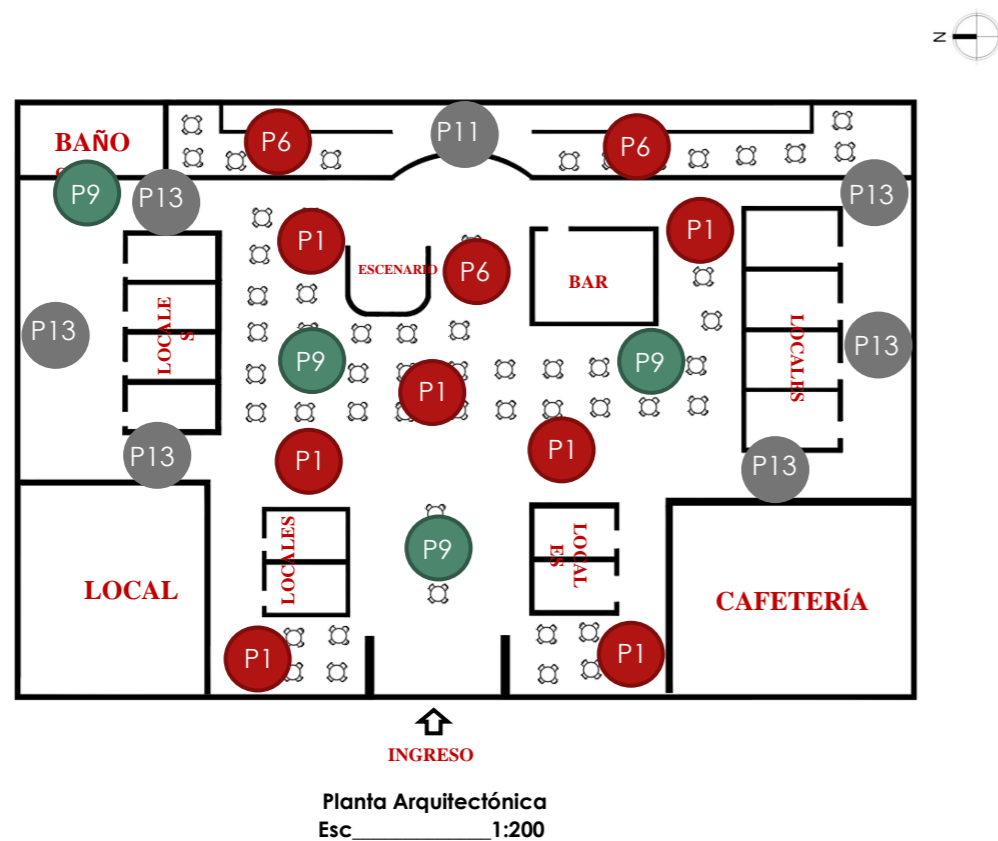 N
BAÑO
P6
P11
P6
P9
P13
P13
P1
P1
ESCENARIO
P6
BAR
P13
LOCALE
S
P9
P9
LOCALES
P13
P1
P13
P1
P1
P13
LOCALES
P9
LOCAL
ES
LOCAL
CAFETERÍA
P1
P1
INGRESO
Planta Arquitectónica
Esc____________1:200